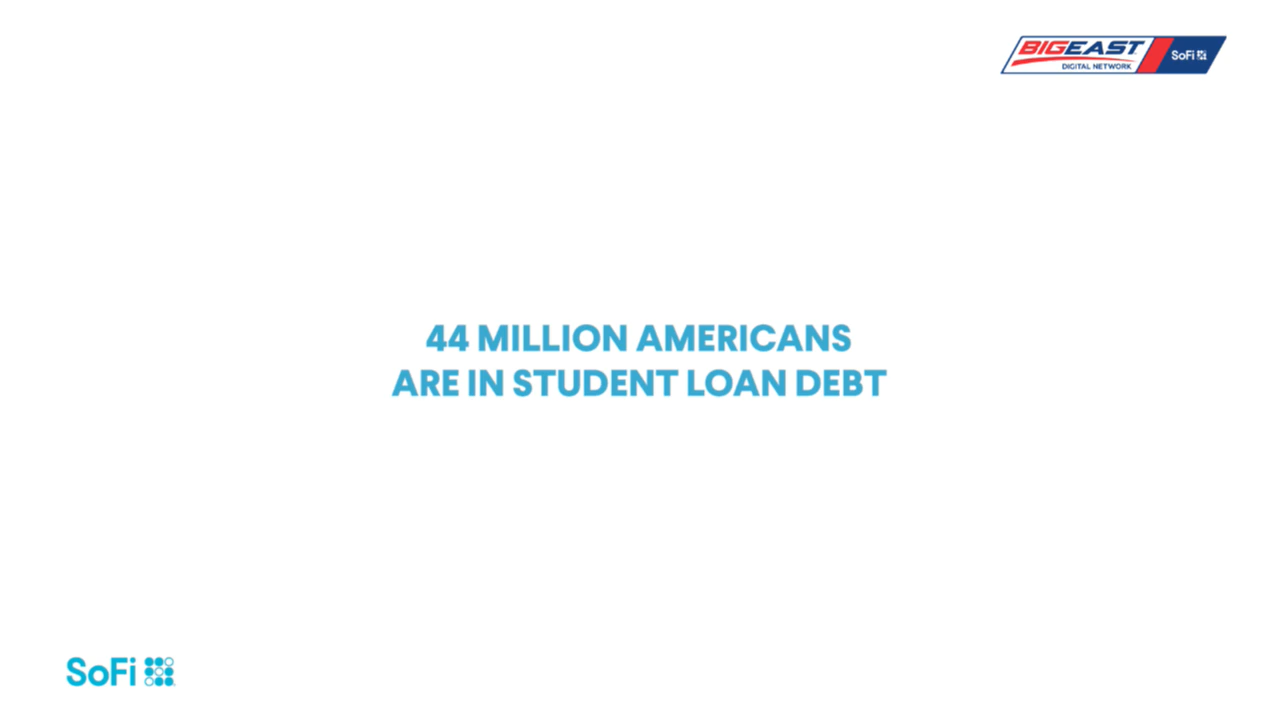 BIGEAST
DIGITAL NETWORK
SoFi
44 MILLION AMERICANS
ARE IN STUDENT LOAN DEBT
SoFi